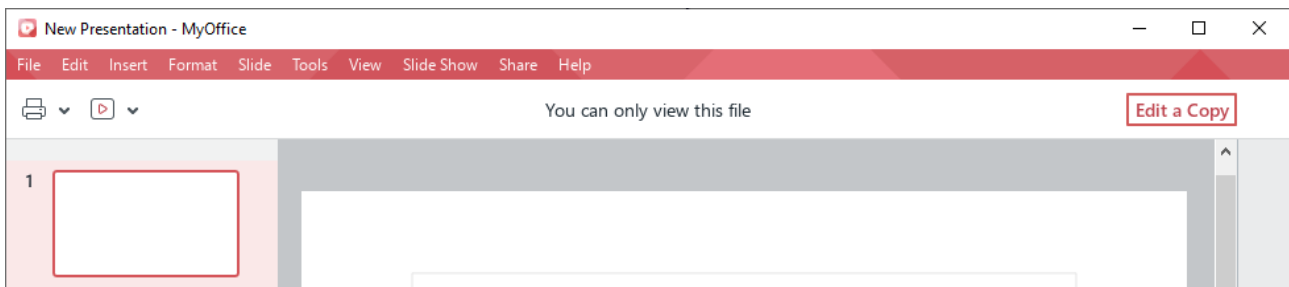 New Presentation - MyOffice
File Edit Insert Format Slide Tools View Slide Show Share Help
You can only view this file Edit a Copy
1